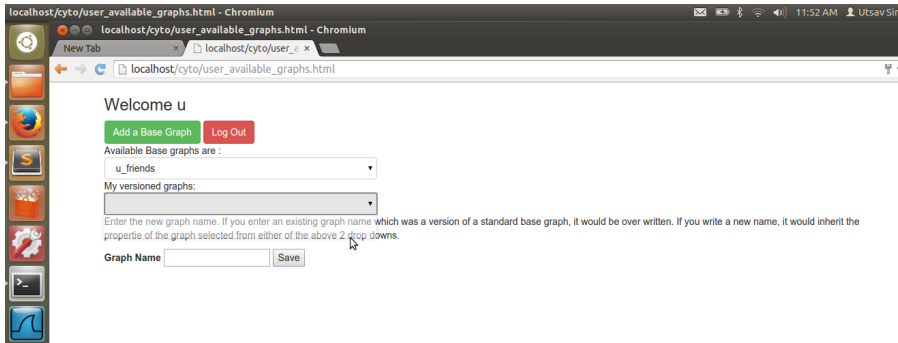 localhost/cyto/user_available_graphs.html - Chromium
11:52 AM
Utsav Sin
localhost/cyto/user_available_graphs.html - Chromium
New Tab
localhost/cyto/user_a
localhost/cyto/user_available_graphs.html
Welcome u
Add a Base Graph
Log Out
Available Base graphs are :
u_friends
My versioned graphs:
Enter the new graph name. If you enter an existing graph name which was a version of a standard base graph, it would be over written. If you write a new name, it would inherit the
propertie of the graph selected from either of the above 2 drop downs.
Graph Name
Save